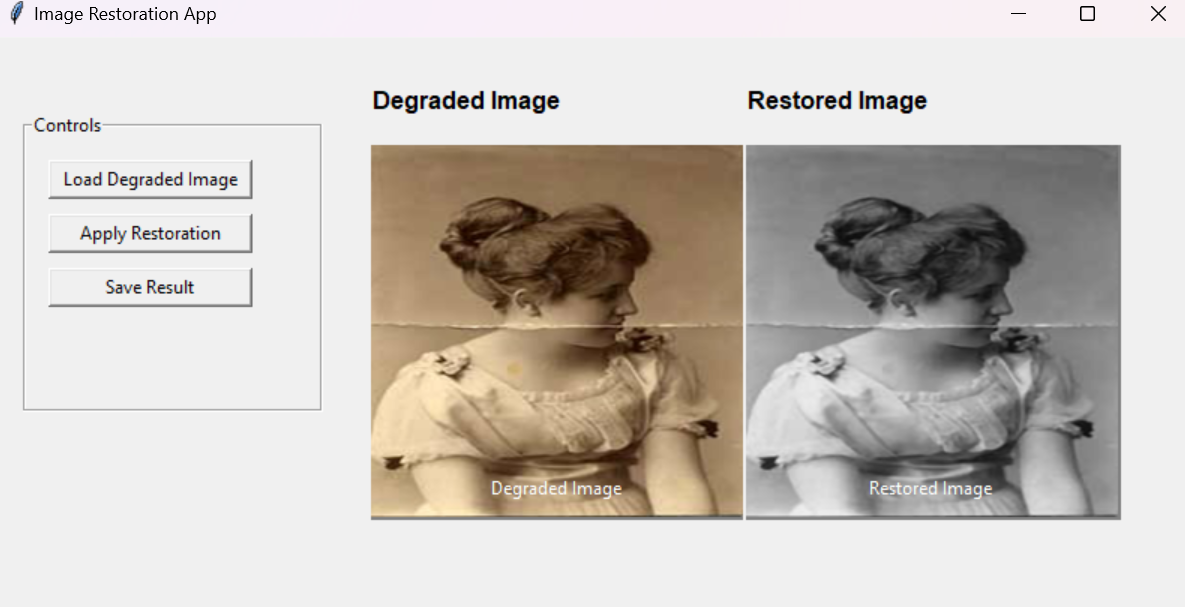 Image Restoration App
Degraded Image
Restored Image
Controls
Load Degraded Image
Apply Restoration
Save Result
Degraded Image
Restored Image